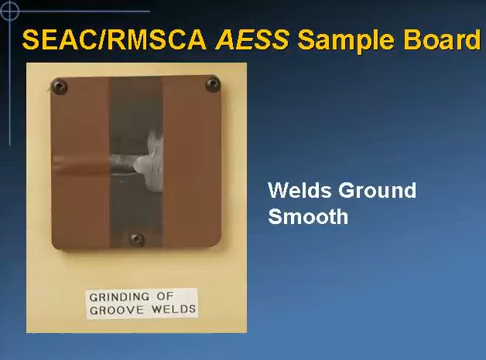 SEAC/RMSCA AESS Sample Board
Welds Ground
Smooth
GRINDING OF
GROOVE WELDS